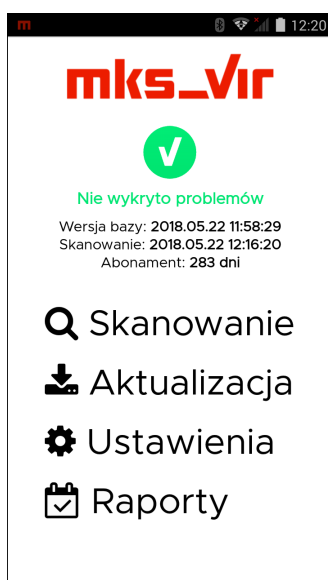 m 12:20
mks_vir
Nie wykryto problemów
Wersja bazy: 2018.05.22 11:58:29
Skanowanie: 2018.05.22 12:16:20
Abonament: 283 dni
Skanowanie
Aktualizacja
Ustawienia
Raporty